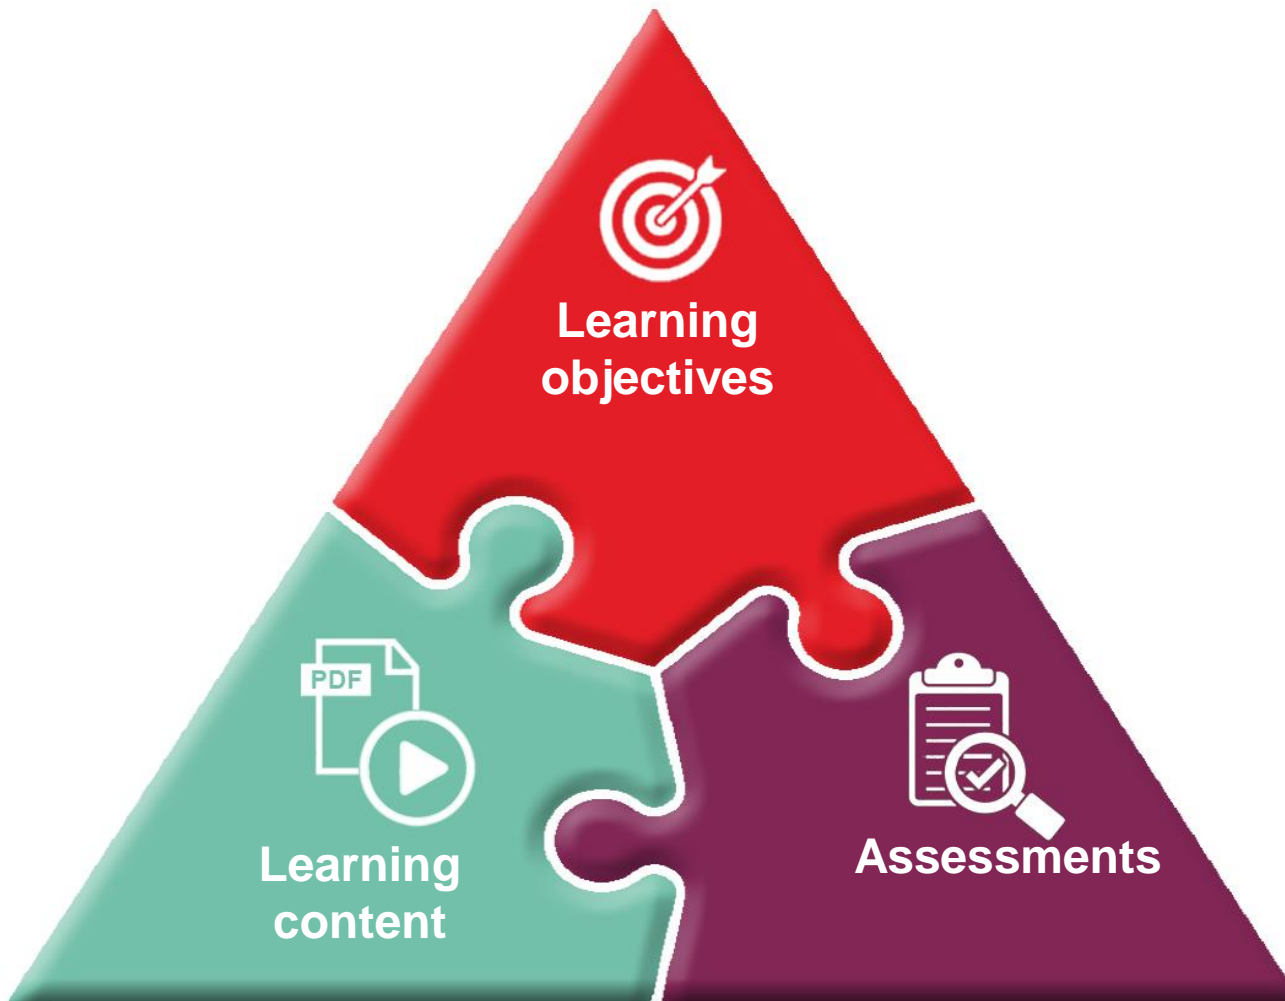 Learning
objectives
PDF
Learning
content
Assessments